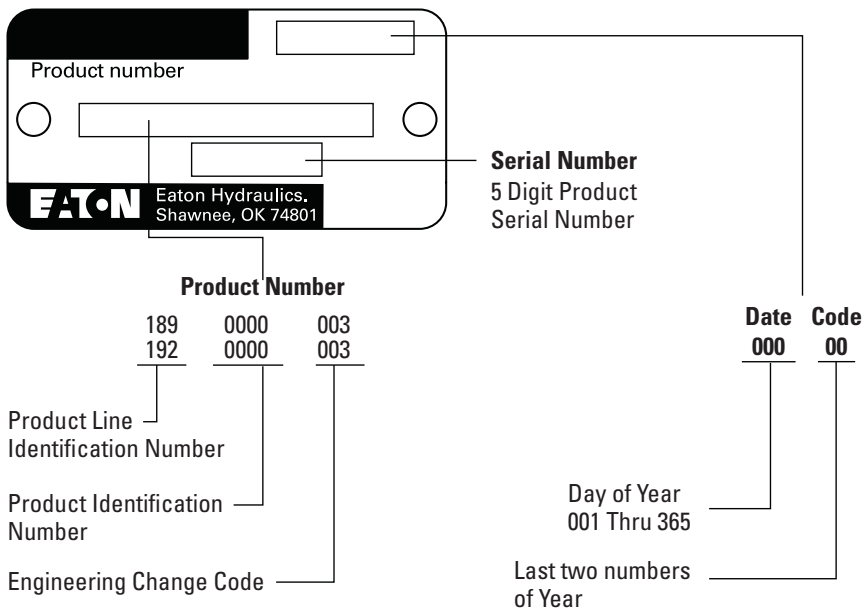 Product number
EATON
Eaton Hydraulics.
Shawnee, OK 74801
Serial Number
5 Digit Product
Serial Number
Product Number
189 0000 003
192 0000 003
Product Line
Identification Number
Product Identification
Number
Engineering Change Code
Date Code
000 00
Day of Year
001 Thru 365
Last two numbers
of Year